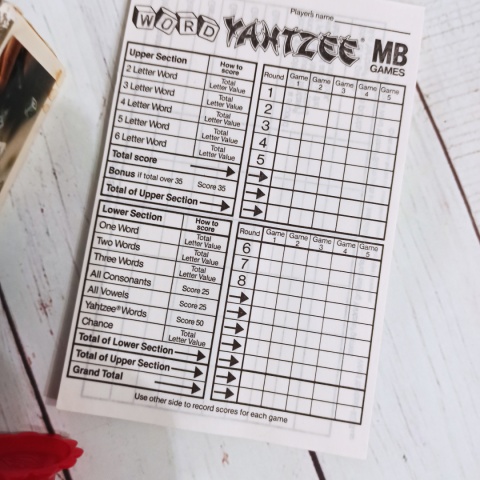 Players name
WORD YAHTZEE® MB GAMES
Upper Section How to score
2 Letter Word Total Letter Value
3 Letter Word Total Letter Value
4 Letter Word Total Letter Value
5 Letter Word Total Letter Value
6 Letter Word Total Letter Value
Total score
Bonus if total over 35 Score 35
Total of Upper Section
Round Game 1 Game 2 Game 3 Game 4 Game 5
1
2
3
4
5
Lower Section How to score
One Word Total Letter Value
Two Words Total Letter Value
Three Words Total Letter Value
All Consonants Score 25
All Vowels Score 25
Yahtzee® Words Score 50
Chance Total Letter Value
Total of Lower Section
Total of Upper Section
Grand Total
Round Game 1 Game 2 Game 3 Game 4 Game 5
6
7
8
Use other side to record scores for each game